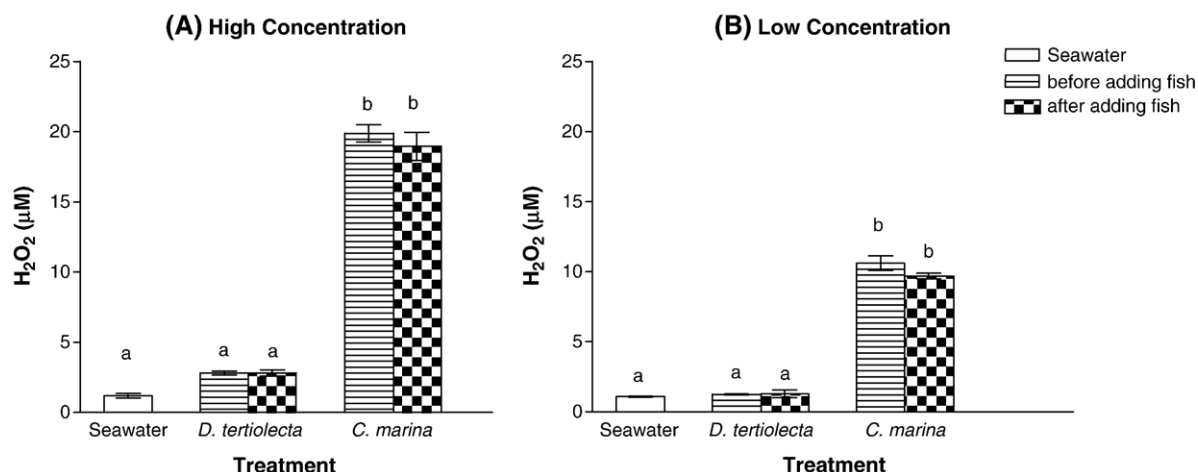 (A) High Concentration
25
20
15
10
5
0
H₂O₂ (μM)
a
a
a
b
b
Seawater
D. tertiolecta
C. marina
Treatment
(B) Low Concentration
25
20
15
10
5
0
H₂O₂ (μM)
a
a
a
b
b
Seawater
D. tertiolecta
C. marina
Treatment
Seawater
before adding fish
after adding fish